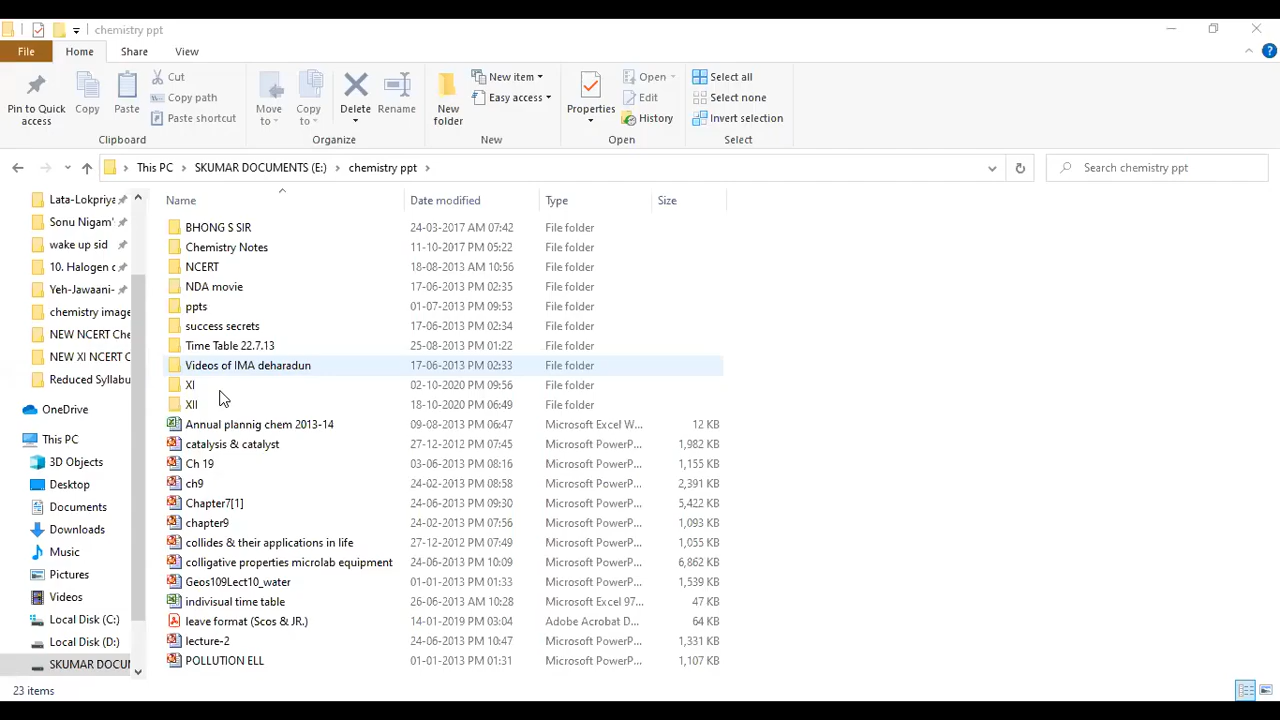 chemistry ppt
File Home Share View
Pin to Quick access
Copy
Paste
Cut
Copy path
Paste shortcut
Clipboard
Move to
Copy to
Delete
Rename
Organize
New folder
New item
Easy access
New
Properties
Open
Edit
History
Open
Select all
Select none
Invert selection
Select
This PC SKUMAR DOCUMENTS (E:) chemistry ppt
Search chemistry ppt
Lata-Lokpriya
Sonu Nigam'
wake up sid
10. Halogen c
Yeh-Jawaani-
chemistry image
NEW NCERT Che
NEW XI NCERT C
Reduced Syllabu
OneDrive
This PC
3D Objects
Desktop
Documents
Downloads
Music
Pictures
Videos
Local Disk (C:)
Local Disk (D:)
SKUMAR DOCU
Name Date modified Type Size
BHONG S SIR 24-03-2017 AM 07:42 File folder
Chemistry Notes 11-10-2017 PM 05:22 File folder
NCERT 18-08-2013 AM 10:56 File folder
NDA movie 17-06-2013 PM 02:35 File folder
ppts 01-07-2013 PM 09:53 File folder
success secrets 17-06-2013 PM 02:34 File folder
Time Table 22.7.13 25-08-2013 PM 01:22 File folder
Videos of IMA deharadun 17-06-2013 PM 02:33 File folder
XI 02-10-2020 PM 09:56 File folder
XII 18-10-2020 PM 06:49 File folder
Annual plannig chem 2013-14 09-08-2013 PM 06:47 Microsoft Excel W... 12 KB
catalysis & catalyst 27-12-2012 PM 07:45 Microsoft PowerP... 1,982 KB
Ch 19 03-06-2013 PM 08:16 Microsoft PowerP... 1,155 KB
ch9 24-02-2013 PM 08:58 Microsoft PowerP... 2,391 KB
Chapter7[1] 24-06-2013 PM 09:30 Microsoft PowerP... 5,422 KB
chapter9 24-02-2013 PM 07:56 Microsoft PowerP... 1,093 KB
collides & their applications in life 27-12-2012 PM 07:49 Microsoft PowerP... 1,055 KB
colligative properties microlab equipment 24-06-2013 PM 10:09 Microsoft PowerP... 6,862 KB
Geos109Lect10_water 01-01-2013 PM 01:33 Microsoft PowerP... 1,539 KB
indivisual time table 26-06-2013 AM 10:28 Microsoft Excel 97... 47 KB
leave format (Scos & JR.) 14-01-2019 PM 03:04 Adobe Acrobat D... 64 KB
lecture-2 24-06-2013 PM 10:47 Microsoft PowerP... 1,331 KB
POLLUTION ELL 01-01-2013 PM 01:31 Microsoft PowerP... 1,107 KB
23 items